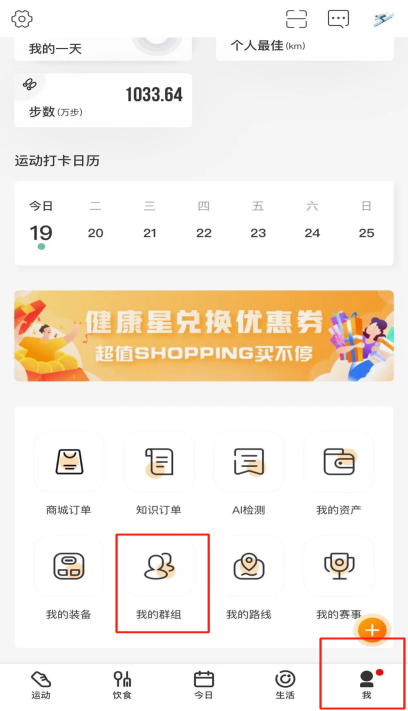 我的一天
个人最佳(km)
1033.64
步数(万步)
运动打卡日历
今日 二 三 四 五 六 日
19 20 21 22 23 24 25
健康星兑换优惠券
超值SHOPPING买不停
商城订单 知识订单 AI检测 我的资产
我的装备 我的群组 我的路线 我的赛事
运动 饮食 今日 生活 我